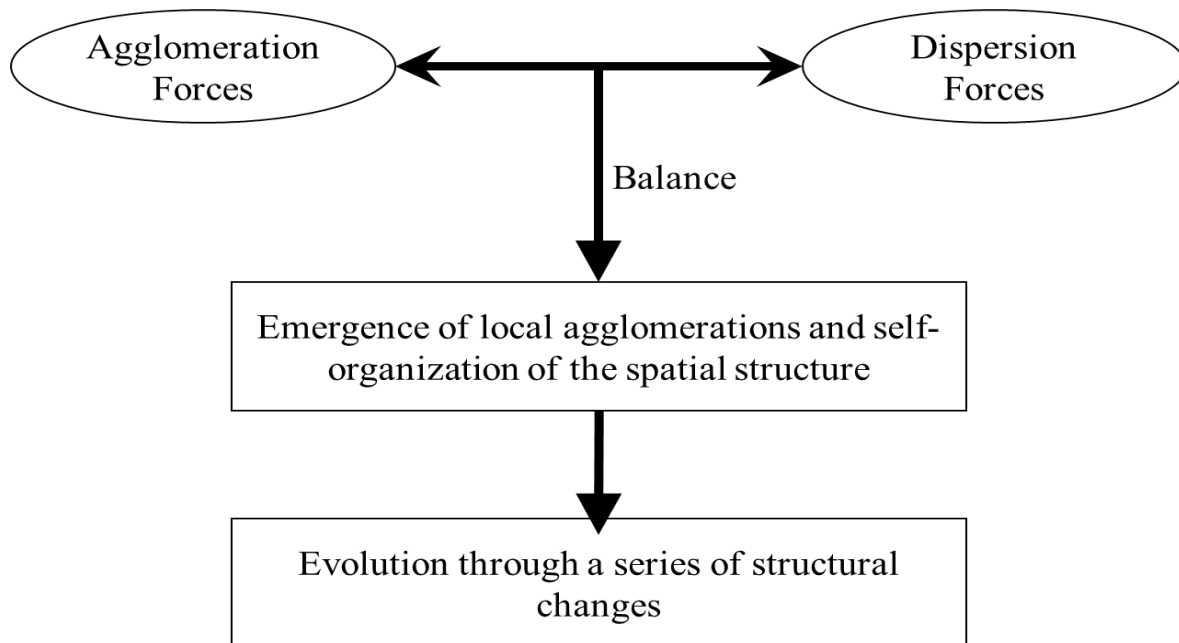 Agglomeration
Forces
Dispersion
Forces
Balance
Emergence of local agglomerations and self-
organization of the spatial structure
Evolution through a series of structural
changes